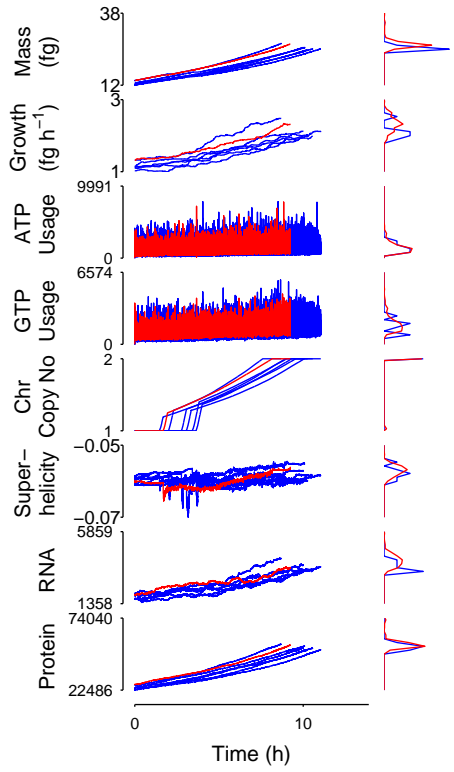 38
Mass
(fg)
12
3
Growth
(fg h⁻¹)
1
9991
ATP
Usage
0
6574
GTP
Usage
0
2
Chr
Copy No
1
−0.05
Super−
helicity
−0.07
5859
RNA
1358
74040
Protein
22486
0 10
Time (h)